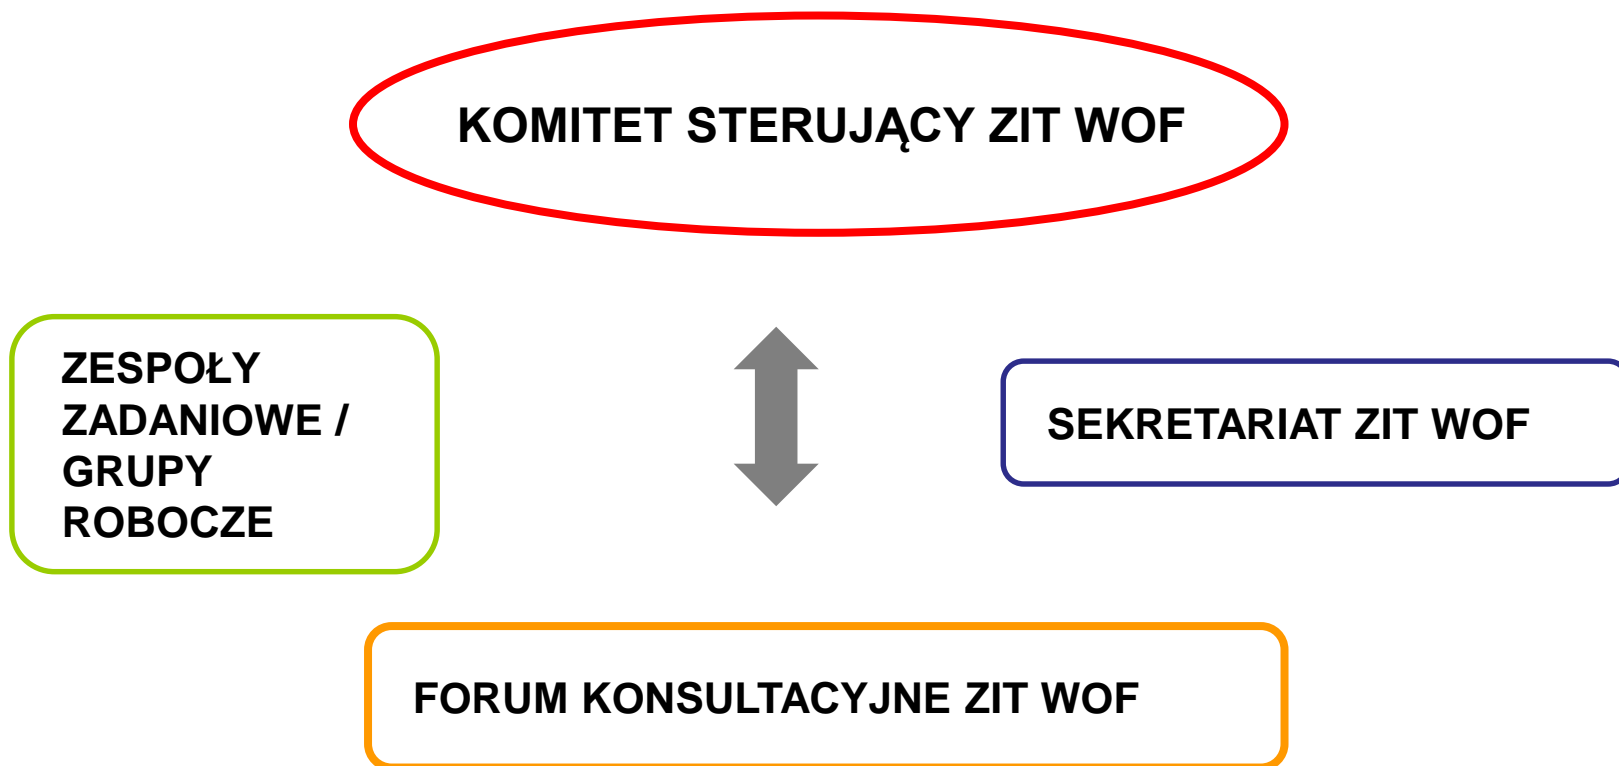 KOMITET STERUJĄCY ZIT WOF
ZESPOŁY
ZADANIOWE /
GRUPY
ROBOCZE
SEKRETARIAT ZIT WOF
FORUM KONSULTACYJNE ZIT WOF